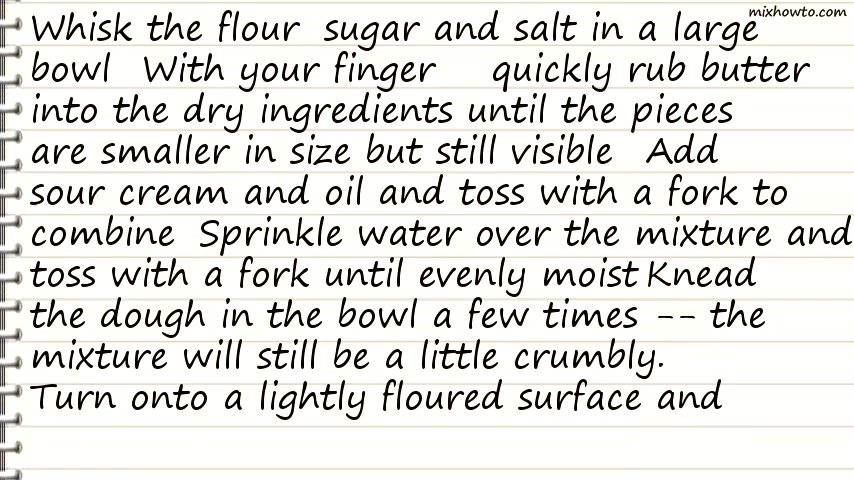 mixhowto.com
Whisk the flour sugar and salt in a large
bowl With your finger quickly rub butter
into the dry ingredients until the pieces
are smaller in size but still visible Add
sour cream and oil and toss with a fork to
combine Sprinkle water over the mixture and
toss with a fork until evenly moist Knead
the dough in the bowl a few times -- the
mixture will still be a little crumbly.
Turn onto a lightly floured surface and